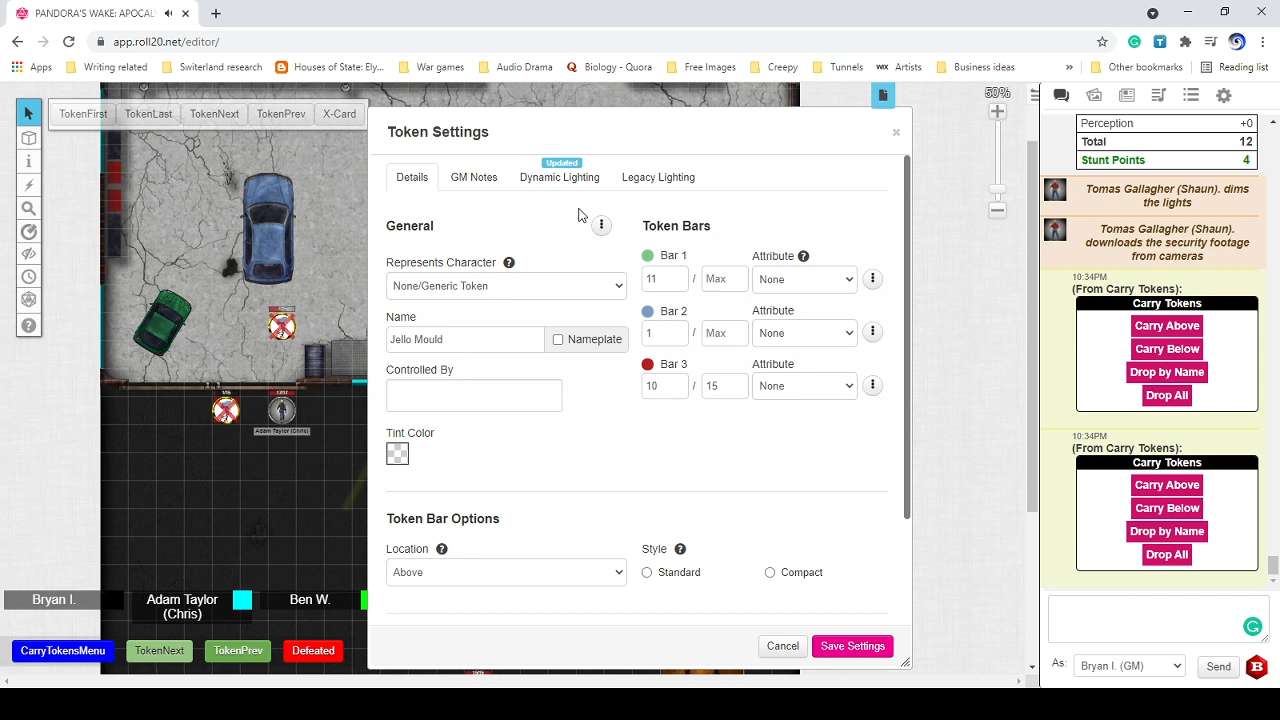 PANDORA'S WAKE: APOCAL
app.roll20.net/editor/
Apps
Writing related
Switerland research
Houses of State: Ely...
War games
Audio Drama
Biology - Quora
Free Images
Creepy
Tunnels
WiX Artists
Business ideas
»
Other bookmarks
Reading list
TokenFirst
TokenLast
TokenNext
TokenPrev
X-Card
50%
Token Settings
Updated
Details
GM Notes
Dynamic Lighting
Legacy Lighting
General
Represents Character
None/Generic Token
Name
Jello Mould
Nameplate
Controlled By
Tint Color
Token Bars
Bar 1
Attribute
11 / Max
None
Bar 2
Attribute
1 / Max
None
Bar 3
Attribute
10 / 15
None
Token Bar Options
Location
Above
Style
Standard
Compact
Cancel
Save Settings
Adam Taylor (Chris)
Bryan I.
Adam Taylor (Chris)
Ben W.
CarryTokensMenu
TokenNext
TokenPrev
Defeated
Perception +0
Total 12
Stunt Points 4
Tomas Gallagher (Shaun). dims
the lights
Tomas Gallagher (Shaun).
downloads the security footage
from cameras
10:34PM
(From Carry Tokens):
Carry Tokens
Carry Above
Carry Below
Drop by Name
Drop All
10:34PM
(From Carry Tokens):
Carry Tokens
Carry Above
Carry Below
Drop by Name
Drop All
As:
Bryan I. (GM)
Send